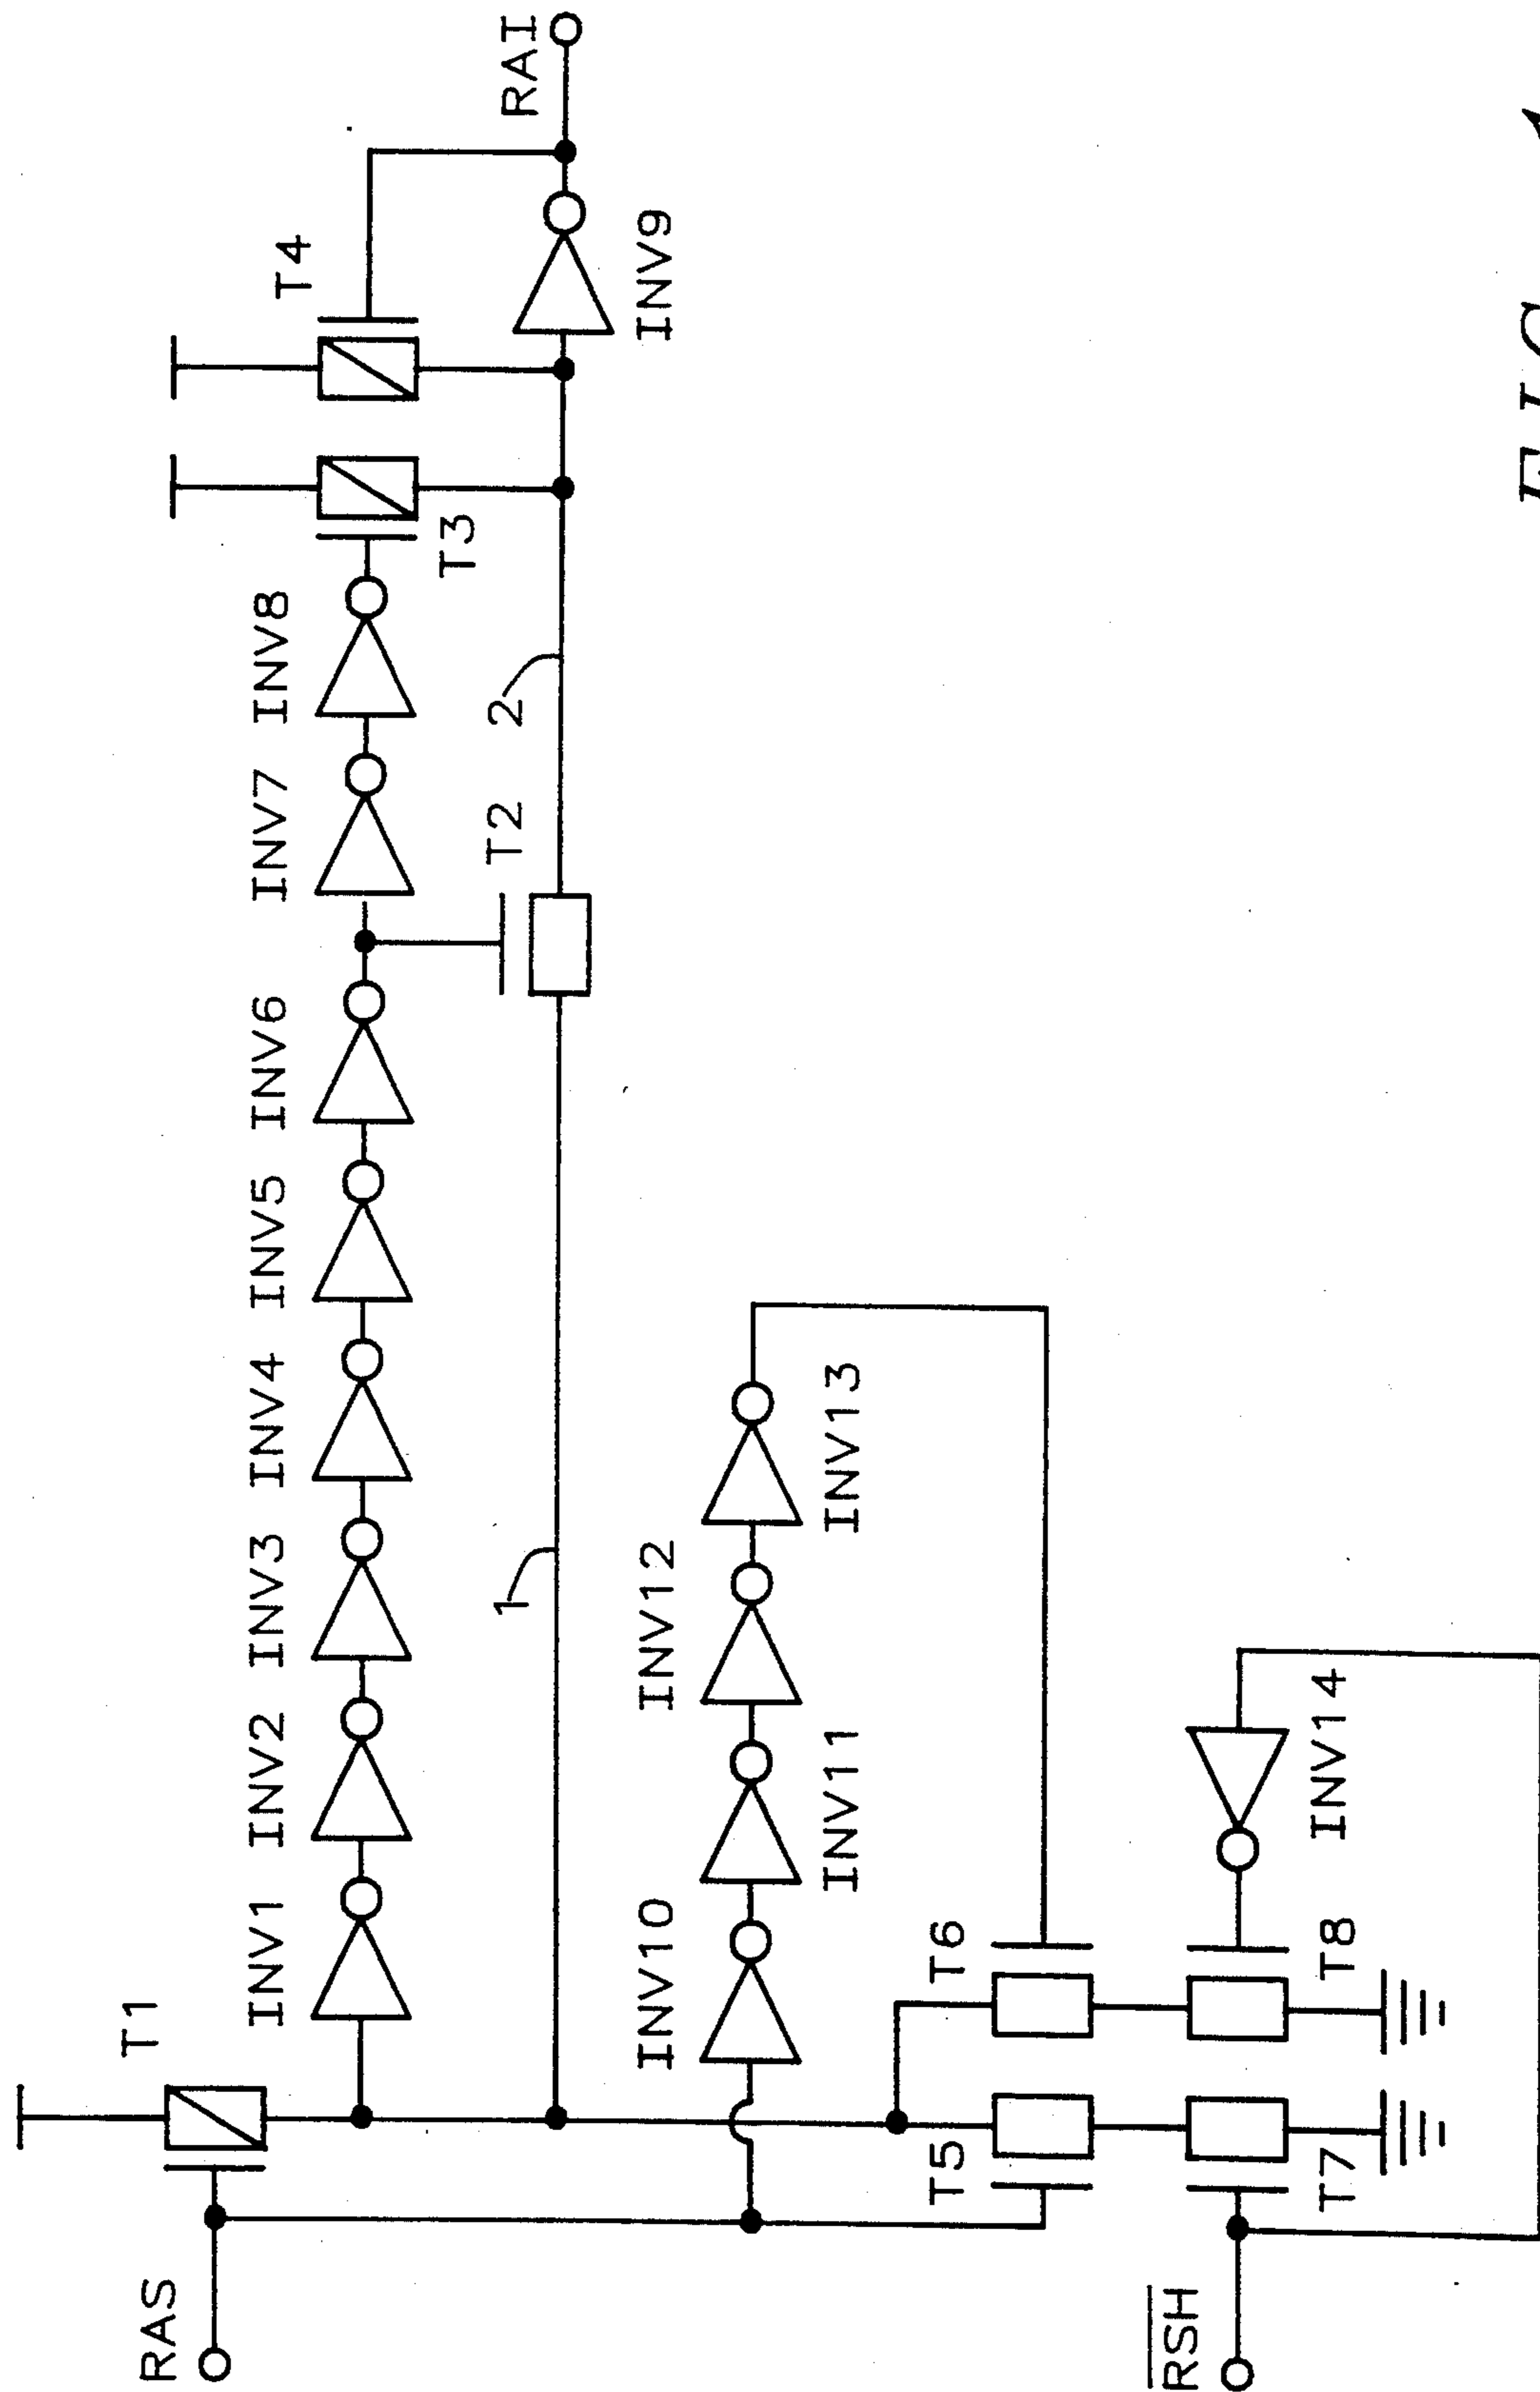 RAS
T1
INV1
INV2
INV3
INV4
INV5
INV6
INV7
INV8
T3
T4
RAI
1
T2
2
INV9
INV10
INV11
INV12
INV13
T5
T6
RSH
T7
T8
INV14